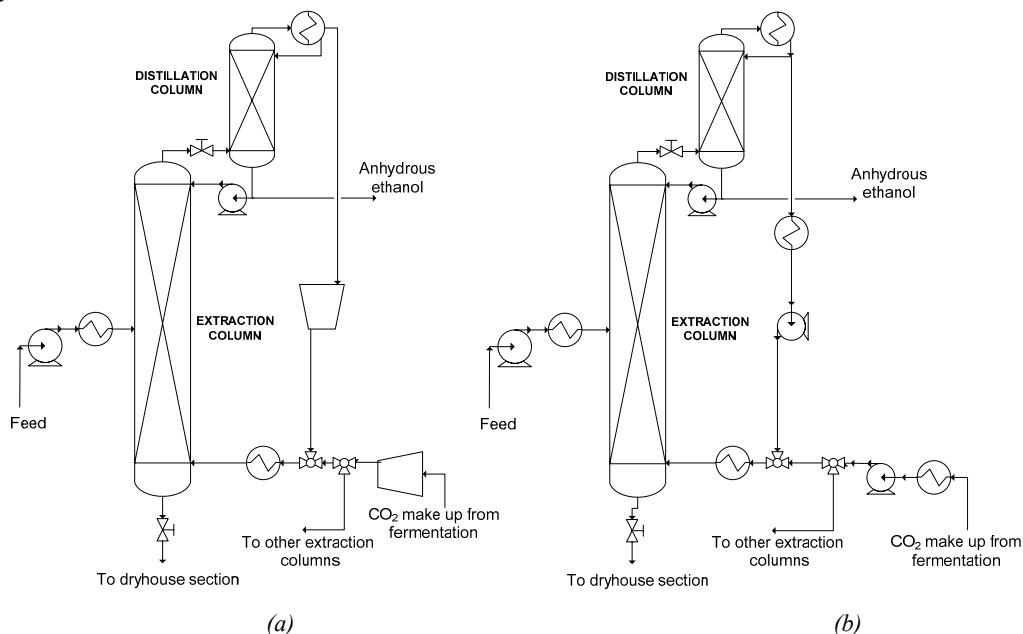 DISTILLATION
COLUMN
Anhydrous
ethanol
EXTRACTION
COLUMN
Feed
CO₂ make up from
fermentation
To other extraction
columns
To dryhouse section
(a)
DISTILLATION
COLUMN
Anhydrous
ethanol
EXTRACTION
COLUMN
Feed
To other extraction
columns
CO₂ make up from
fermentation
To dryhouse section
(b)